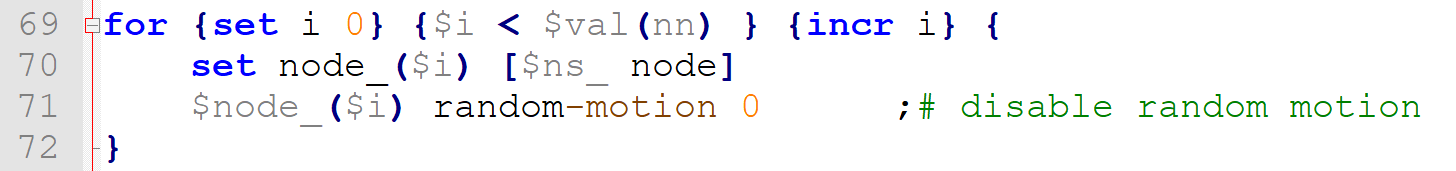 69 for {set i 0} {$i < $val(nn) } {incr i} {
70     set node_($i) [$ns_ node]
71     $node_($i) random-motion 0       ;# disable random motion
72 }